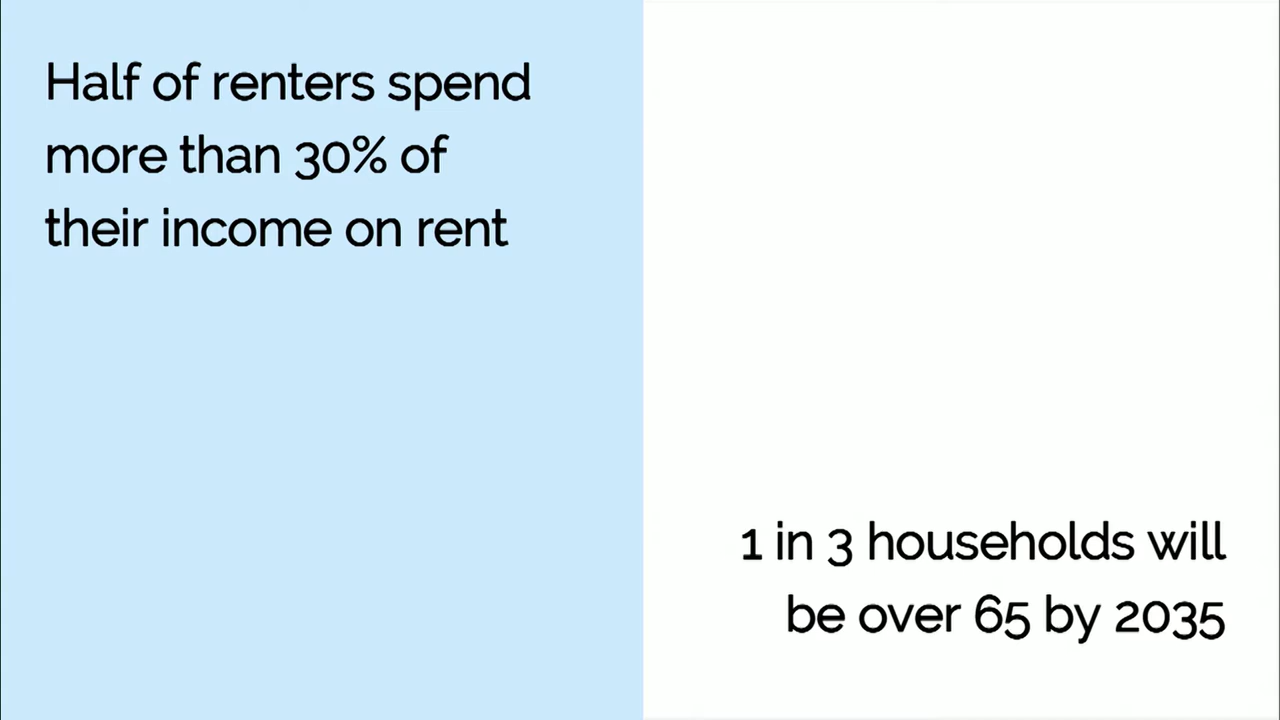 Half of renters spend
more than 30% of
their income on rent
1 in 3 households will
be over 65 by 2035